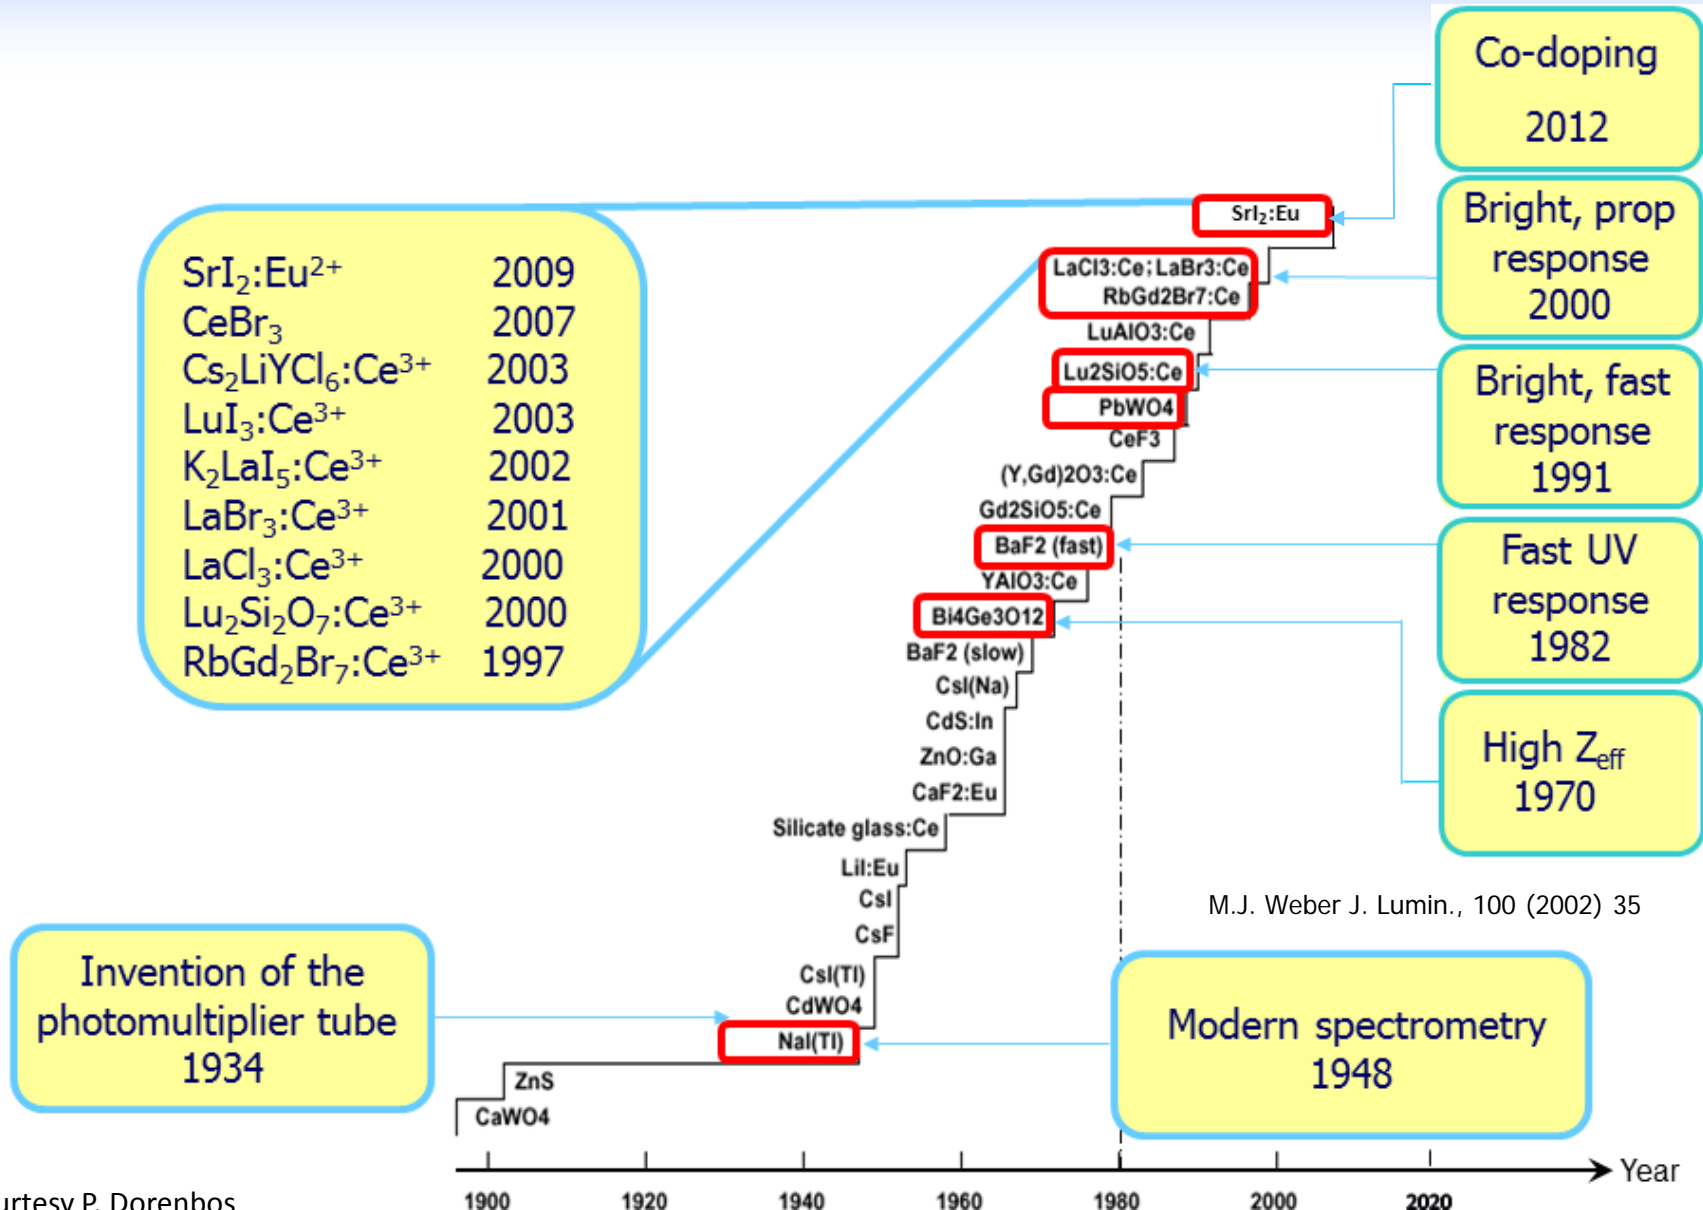 Co-doping
2012
Bright, prop
response
2000
Bright, fast
response
1991
Fast UV
response
1982
High Z_eff
1970
SrI₂:Eu²⁺ 2009
CeBr₃ 2007
Cs₂LiYCl₆:Ce³⁺ 2003
LuI₃:Ce³⁺ 2003
K₂LaI₅:Ce³⁺ 2002
LaBr₃:Ce³⁺ 2001
LaCl₃:Ce³⁺ 2000
Lu₂Si₂O₇:Ce³⁺ 2000
RbGd₂Br₇:Ce³⁺ 1997
SrI₂:Eu
LaCl3:Ce; LaBr3:Ce
RbGd2Br7:Ce
LuAlO3:Ce
Lu2SiO5:Ce
PbWO4
CeF3
(Y,Gd)2O3:Ce
Gd2SiO5:Ce
BaF2 (fast)
YAlO3:Ce
Bi4Ge3O12
BaF2 (slow)
CsI(Na)
CdS:In
ZnO:Ga
CaF2:Eu
Silicate glass:Ce
LiI:Eu
CsI
CsF
CsI(Tl)
CdWO4
NaI(Tl)
ZnS
CaWO4
M.J. Weber J. Lumin., 100 (2002) 35
Invention of the
photomultiplier tube
1934
Modern spectrometry
1948
Year
1900 1920 1940 1960 1980 2000 2020
urtesy P. Dorenbos